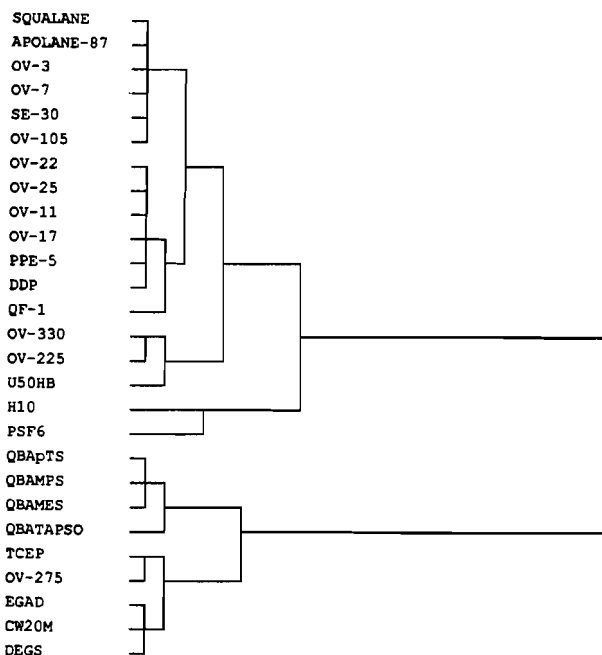 SQUALANE
APOLANE-87
OV-3
OV-7
SE-30
OV-105
OV-22
OV-25
OV-11
OV-17
PPE-5
DDP
QF-1
OV-330
OV-225
U50HB
H10
PSF6
QBApTS
QBAMPS
QBAMES
QBATAPSO
TCEP
OV-275
EGAD
CW20M
DEGS